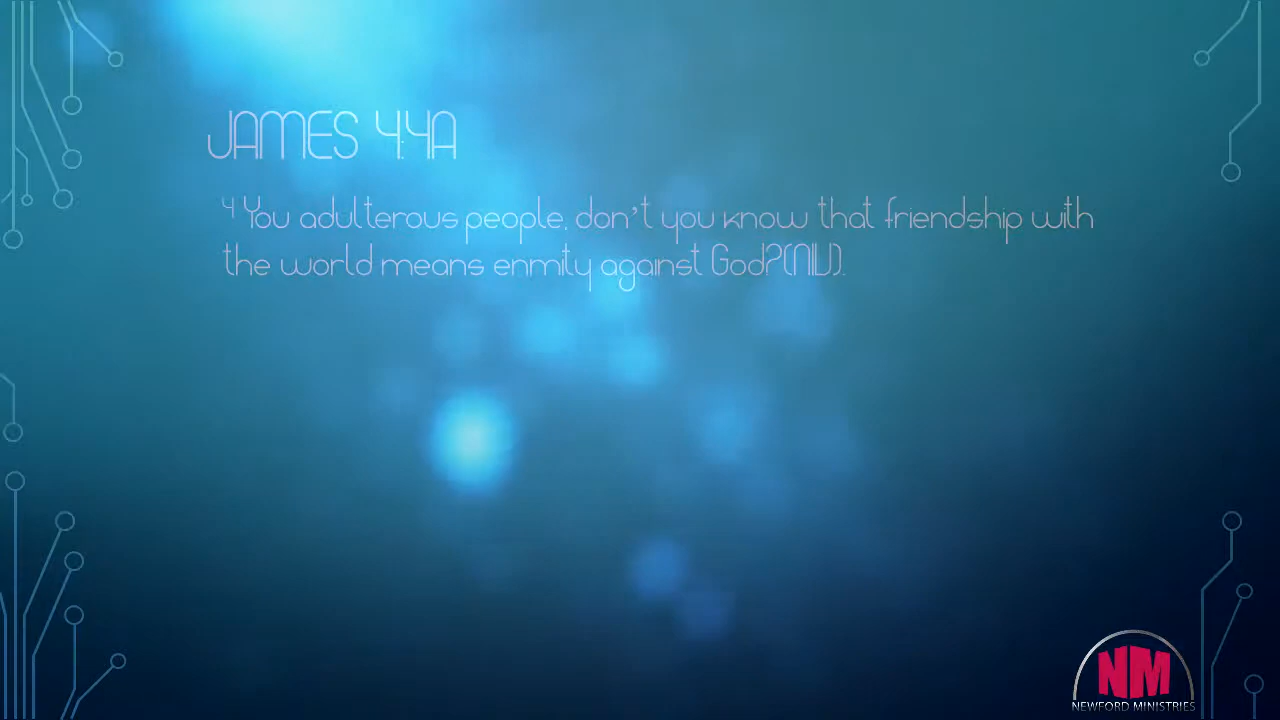 JAMES 4:4A
4 You adulterous people, don't you know that friendship with
the world means enmity against God?(NIV).
NM
NEWFORD MINISTRIES